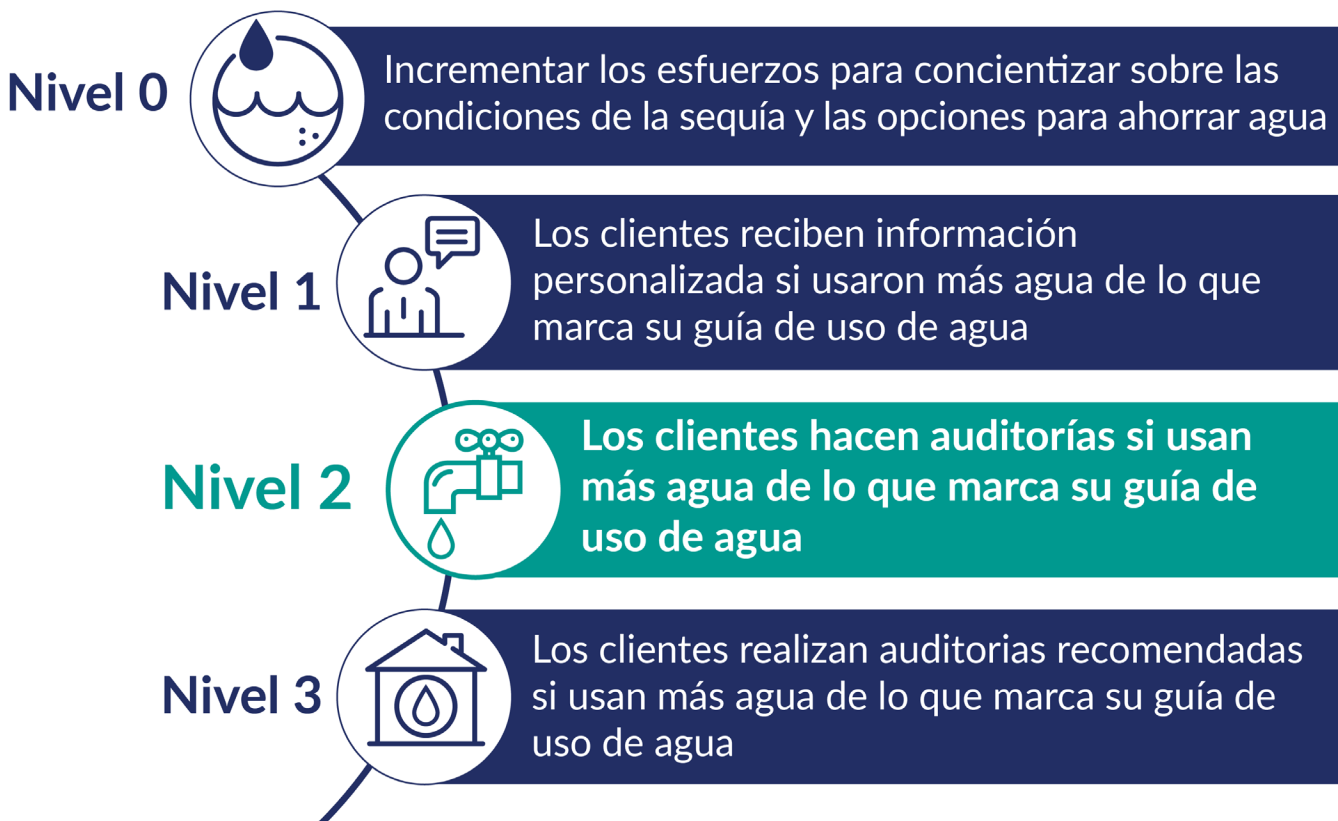 Nivel 0
Incrementar los esfuerzos para concientizar sobre las
condiciones de la sequía y las opciones para ahorrar agua
Nivel 1
Los clientes reciben información
personalizada si usaron más agua de lo que
marca su guía de uso de agua
Nivel 2
Los clientes hacen auditorías si usan
más agua de lo que marca su guía de
uso de agua
Nivel 3
Los clientes realizan auditorias recomendadas
si usan más agua de lo que marca su guía de
uso de agua